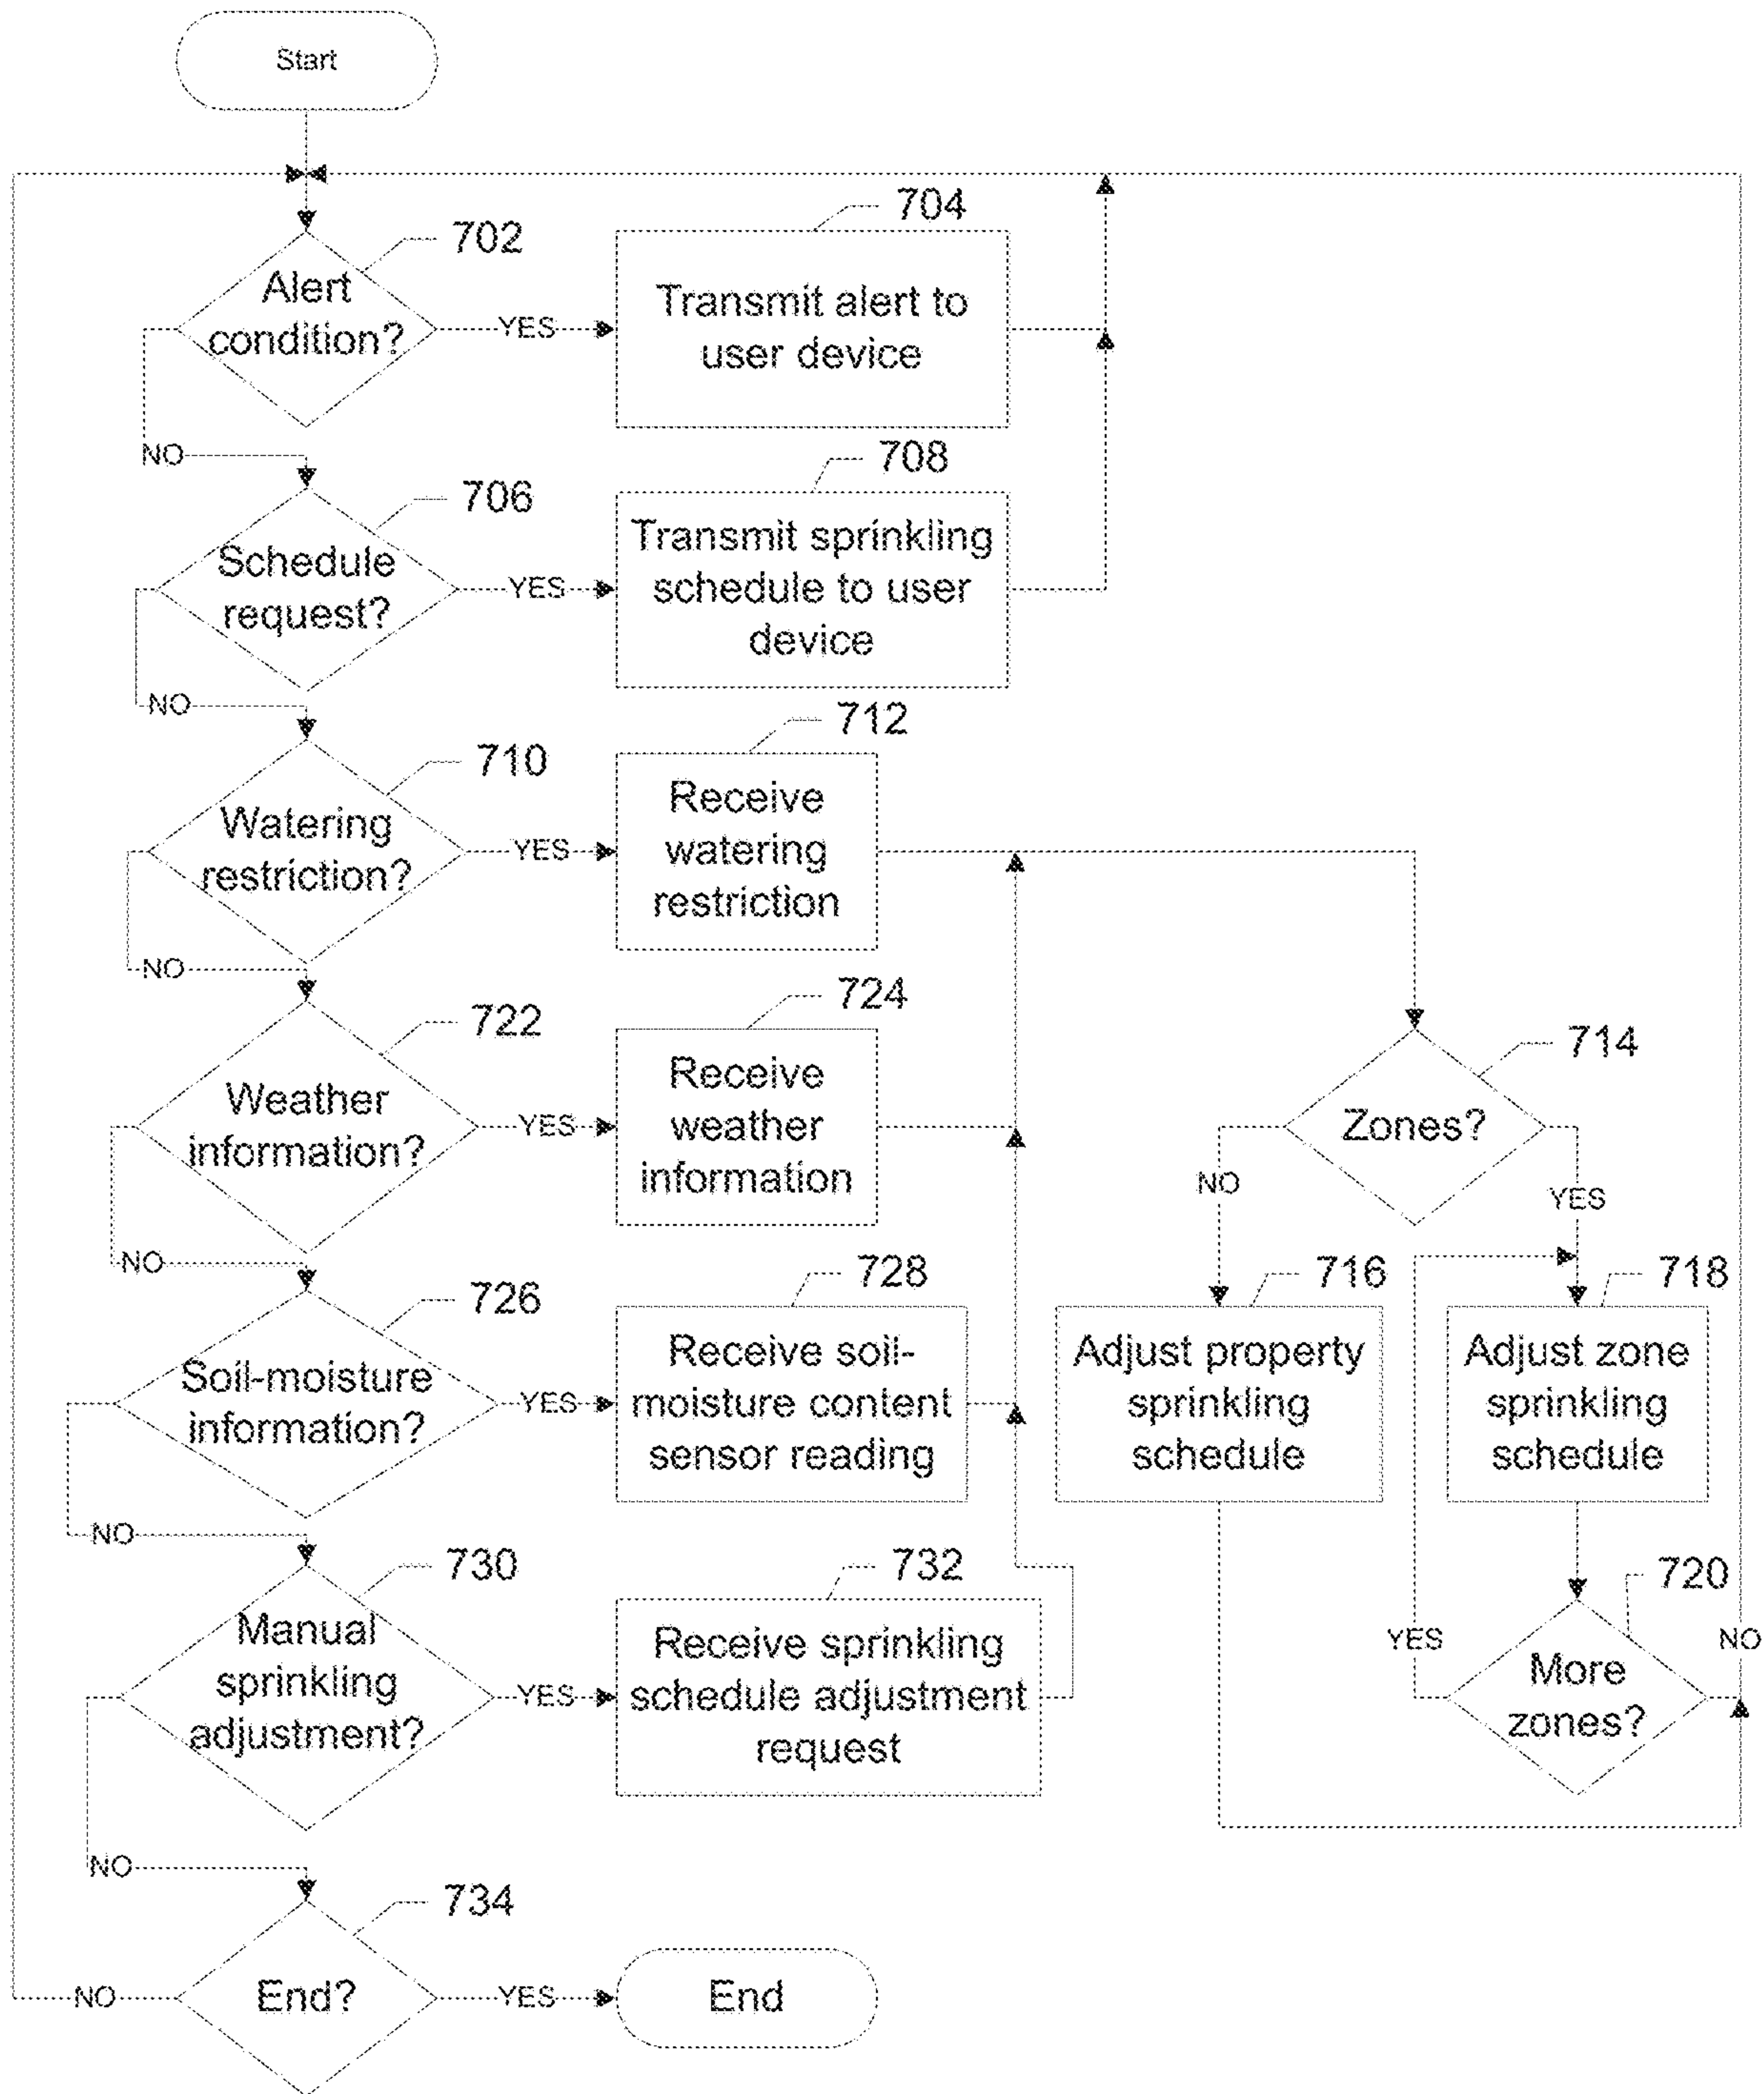 Start
702
Alert
condition?
YES
704
Transmit alert to
user device
NO
706
Schedule
request?
YES
708
Transmit sprinkling
schedule to user
device
NO
710
Watering
restriction?
YES
712
Receive
watering
restriction
NO
722
Weather
information?
YES
724
Receive
weather
information
714
Zones?
NO
YES
NO
726
Soil-moisture
information?
YES
728
Receive soil-
moisture content
sensor reading
716
Adjust property
sprinkling
schedule
718
Adjust zone
sprinkling
schedule
NO
730
Manual
sprinkling
adjustment?
YES
732
Receive sprinkling
schedule adjustment
request
720
More
zones?
YES
NO
NO
734
End?
NO
YES
End